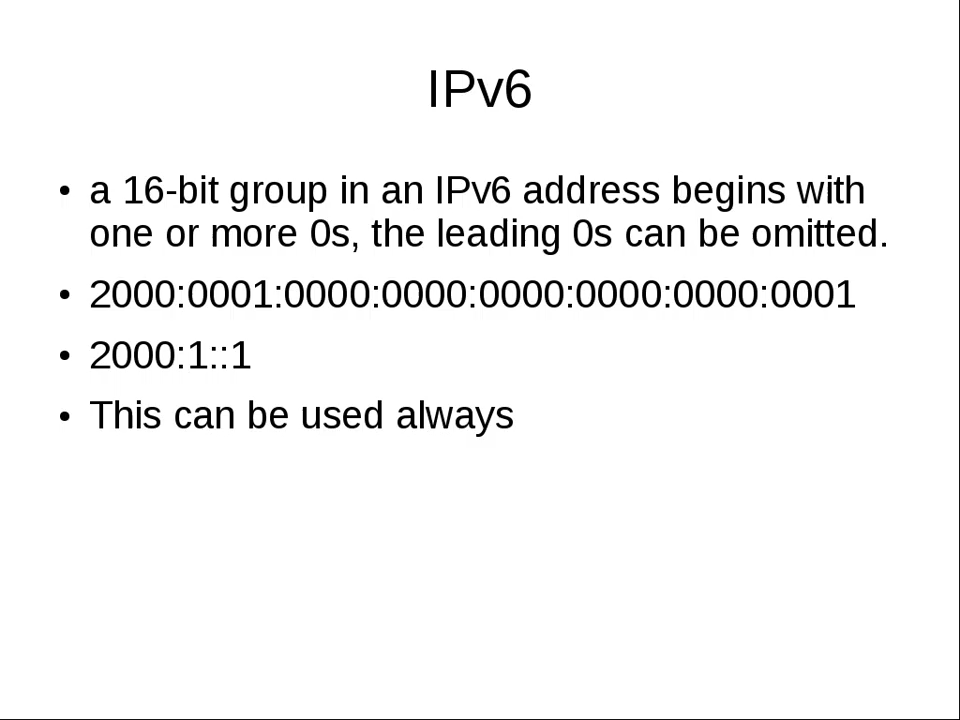 IPv6
• a 16-bit group in an IPv6 address begins with
one or more 0s, the leading 0s can be omitted.
• 2000:0001:0000:0000:0000:0000:0000:0001
• 2000:1::1
• This can be used always